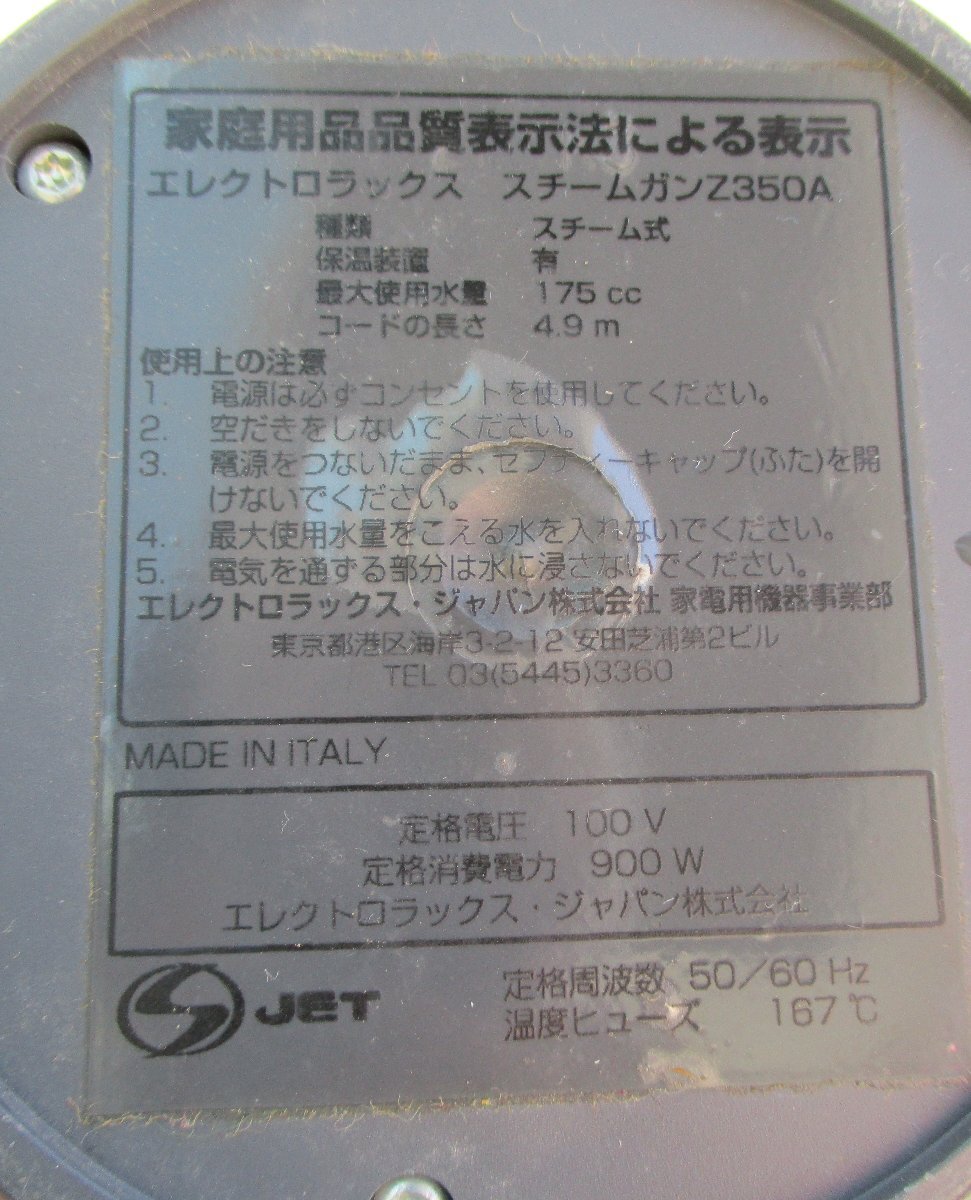 家庭用品品質表示法による表示
エレクトロラックス スチームガンZ350A
種類 スチーム式
保温装置 有
最大使用水量 175 cc
コードの長さ 4.9 m
使用上の注意
1. 電源は必ずコンセントを使用してください。
2. 空だきをしないでください。
3. 電源をつないだまま、セフティーキャップ(ふた)を開
けないでください。
4. 最大使用水量をこえる水を入れないでください。
5. 電気を通ずる部分は水に浸さないでください。
エレクトロラックス・ジャパン株式会社 家電用機器事業部
東京都港区海岸3-2-12 安田芝浦第2ビル
TEL 03(5445)3360
MADE IN ITALY
定格電圧 100 V
定格消費電力 900 W
エレクトロラックス・ジャパン株式会社
JET
定格周波数 50/60 Hz
温度ヒューズ 167℃